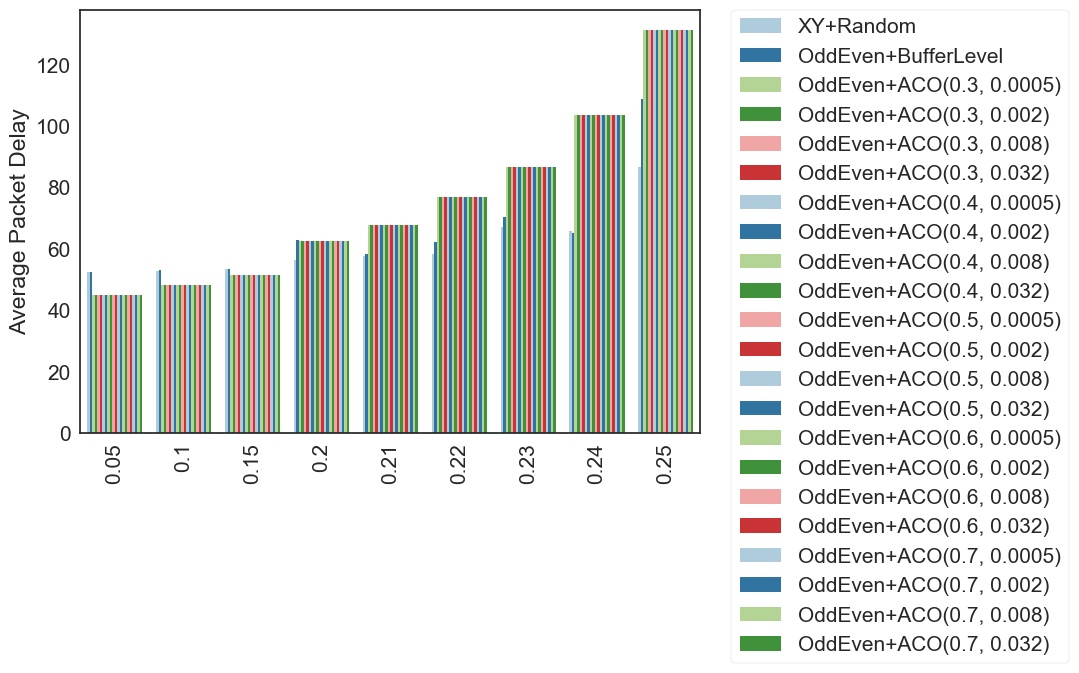 Average Packet Delay
120
100
80
60
40
20
0
0.05
0.1
0.15
0.2
0.21
0.22
0.23
0.24
0.25
XY+Random
OddEven+BufferLevel
OddEven+ACO(0.3, 0.0005)
OddEven+ACO(0.3, 0.002)
OddEven+ACO(0.3, 0.008)
OddEven+ACO(0.3, 0.032)
OddEven+ACO(0.4, 0.0005)
OddEven+ACO(0.4, 0.002)
OddEven+ACO(0.4, 0.008)
OddEven+ACO(0.4, 0.032)
OddEven+ACO(0.5, 0.0005)
OddEven+ACO(0.5, 0.002)
OddEven+ACO(0.5, 0.008)
OddEven+ACO(0.5, 0.032)
OddEven+ACO(0.6, 0.0005)
OddEven+ACO(0.6, 0.002)
OddEven+ACO(0.6, 0.008)
OddEven+ACO(0.6, 0.032)
OddEven+ACO(0.7, 0.0005)
OddEven+ACO(0.7, 0.002)
OddEven+ACO(0.7, 0.008)
OddEven+ACO(0.7, 0.032)